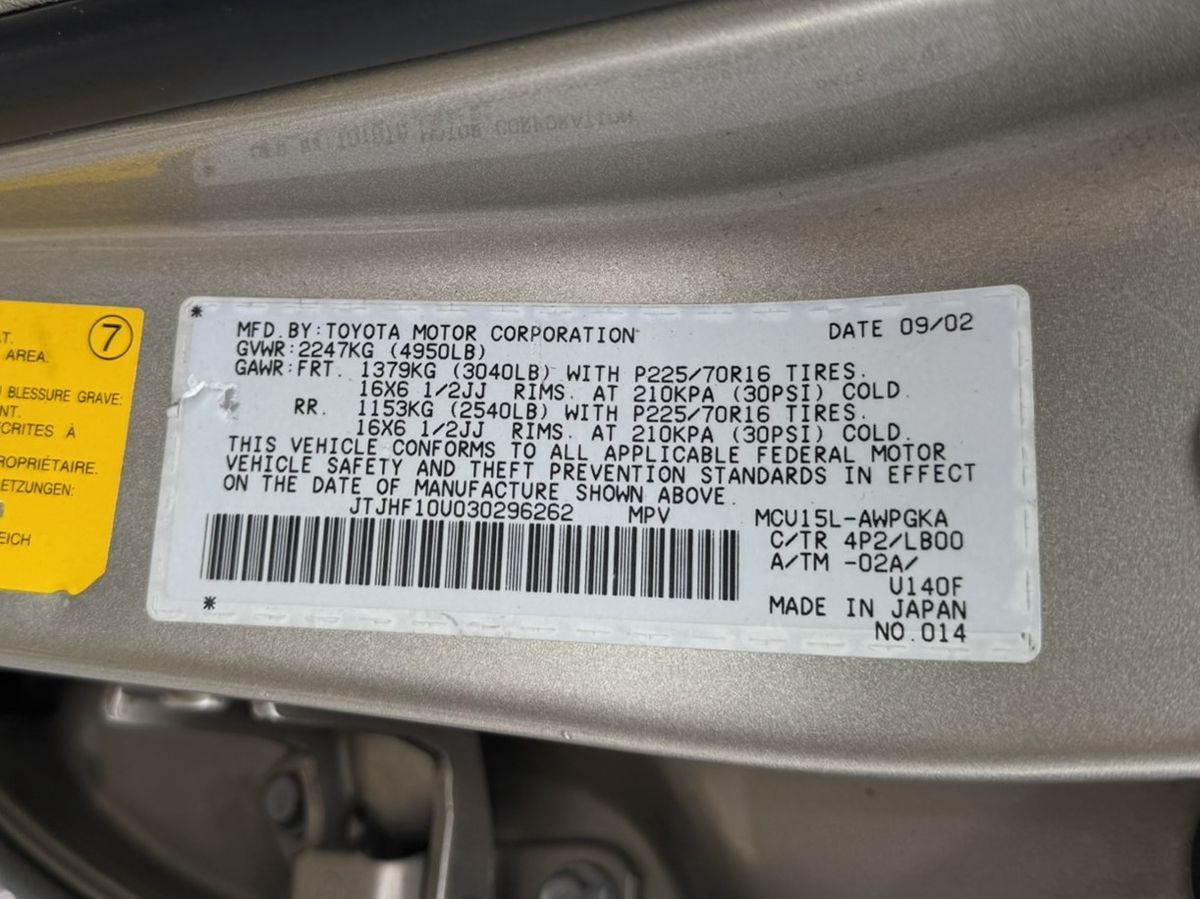 7
T.
AREA.
BLESSURE GRAVE:
NT.
CRITES À
ROPRIÉTAIRE.
ETZUNGEN:
EICH
MFD. BY: TOYOTA MOTOR CORPORATION DATE 09/02
GVWR: 2247KG (4950LB)
GAWR: FRT. 1379KG (3040LB) WITH P225/70R16 TIRES.
16X6 1/2JJ RIMS. AT 210KPA (30PSI) COLD.
RR. 1153KG (2540LB) WITH P225/70R16 TIRES.
16X6 1/2JJ RIMS. AT 210KPA (30PSI) COLD.
THIS VEHICLE CONFORMS TO ALL APPLICABLE FEDERAL MOTOR
VEHICLE SAFETY AND THEFT PREVENTION STANDARDS IN EFFECT
ON THE DATE OF MANUFACTURE SHOWN ABOVE.
JTJHF10U030296262 MPV MCU15L-AWPGKA
C/TR 4P2/LB00
A/TM -02A/
U140F
MADE IN JAPAN
NO.014